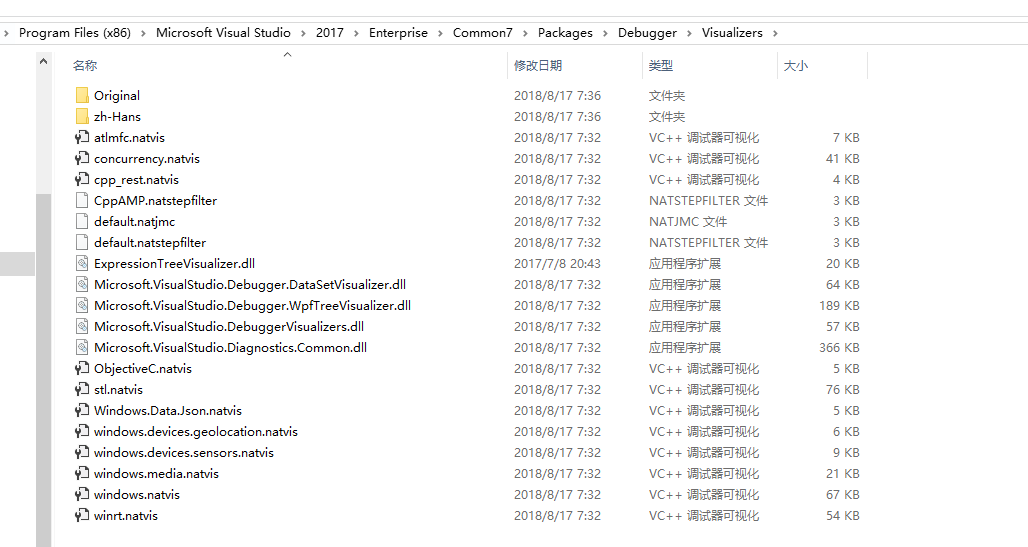 Program Files (x86) › Microsoft Visual Studio › 2017 › Enterprise › Common7 › Packages › Debugger › Visualizers ›
名称 修改日期 类型 大小
Original 2018/8/17 7:36 文件夹
zh-Hans 2018/8/17 7:36 文件夹
atlmfc.natvis 2018/8/17 7:32 VC++ 调试器可视化 7 KB
concurrency.natvis 2018/8/17 7:32 VC++ 调试器可视化 41 KB
cpp_rest.natvis 2018/8/17 7:32 VC++ 调试器可视化 4 KB
CppAMP.natstepfilter 2018/8/17 7:32 NATSTEPFILTER 文件 3 KB
default.natjmc 2018/8/17 7:32 NATJMC 文件 3 KB
default.natstepfilter 2018/8/17 7:32 NATSTEPFILTER 文件 3 KB
ExpressionTreeVisualizer.dll 2017/7/8 20:43 应用程序扩展 20 KB
Microsoft.VisualStudio.Debugger.DataSetVisualizer.dll 2018/8/17 7:32 应用程序扩展 64 KB
Microsoft.VisualStudio.Debugger.WpfTreeVisualizer.dll 2018/8/17 7:32 应用程序扩展 189 KB
Microsoft.VisualStudio.DebuggerVisualizers.dll 2018/8/17 7:32 应用程序扩展 57 KB
Microsoft.VisualStudio.Diagnostics.Common.dll 2018/8/17 7:32 应用程序扩展 366 KB
ObjectiveC.natvis 2018/8/17 7:32 VC++ 调试器可视化 5 KB
stl.natvis 2018/8/17 7:32 VC++ 调试器可视化 76 KB
Windows.Data.Json.natvis 2018/8/17 7:32 VC++ 调试器可视化 5 KB
windows.devices.geolocation.natvis 2018/8/17 7:32 VC++ 调试器可视化 6 KB
windows.devices.sensors.natvis 2018/8/17 7:32 VC++ 调试器可视化 9 KB
windows.media.natvis 2018/8/17 7:32 VC++ 调试器可视化 21 KB
windows.natvis 2018/8/17 7:32 VC++ 调试器可视化 67 KB
winrt.natvis 2018/8/17 7:32 VC++ 调试器可视化 54 KB